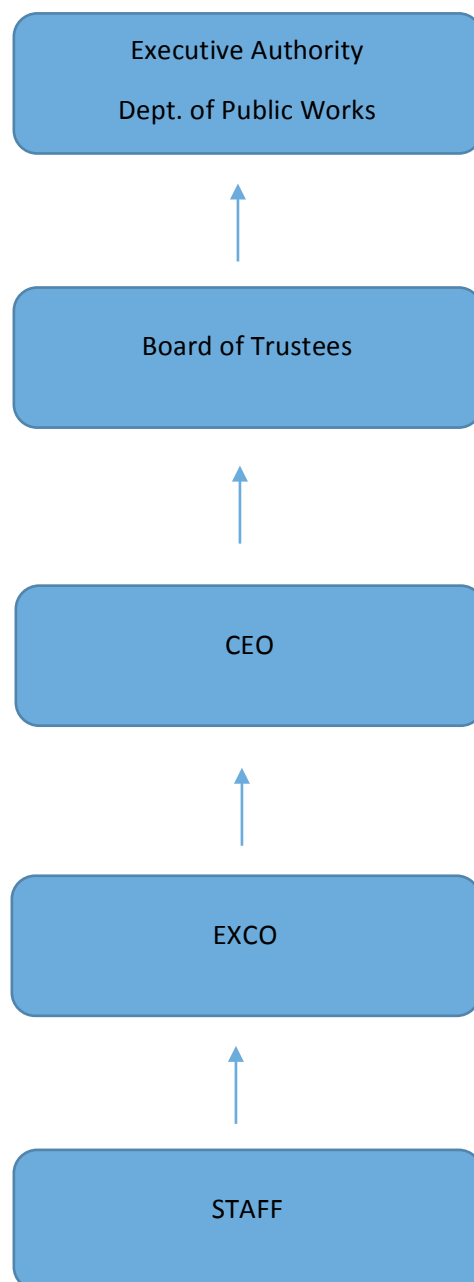 Executive Authority
Dept. of Public Works
Board of Trustees
CEO
EXCO
STAFF